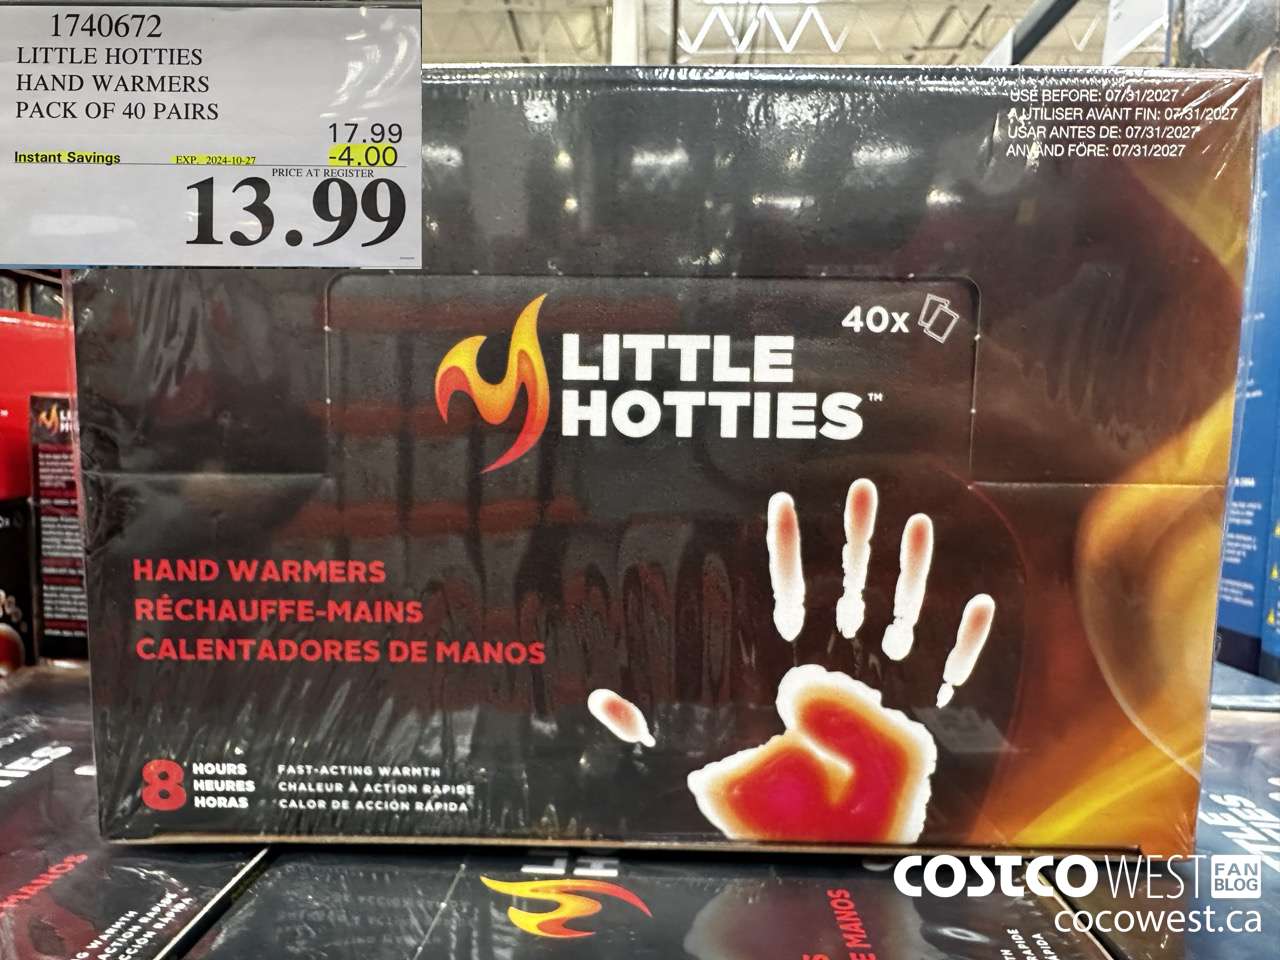 1740672
LITTLE HOTTIES
HAND WARMERS
PACK OF 40 PAIRS
17.99
Instant Savings EXP. 2024-10-27 -4.00
PRICE AT REGISTER
13.99
USE BEFORE: 07/31/2027
A UTILISER AVANT FIN: 07/31/2027
USAR ANTES DE: 07/31/2027
ANVÄND FÖRE: 07/31/2027
40x
LITTLE
HOTTIES™
HAND WARMERS
RÉCHAUFFE-MAINS
CALENTADORES DE MANOS
8 HOURS
HEURES
HORAS
FAST-ACTING WARMTH
CHALEUR À ACTION RAPIDE
CALOR DE ACCIÓN RÁPIDA
COSTCO WEST FAN BLOG
cocowest.ca